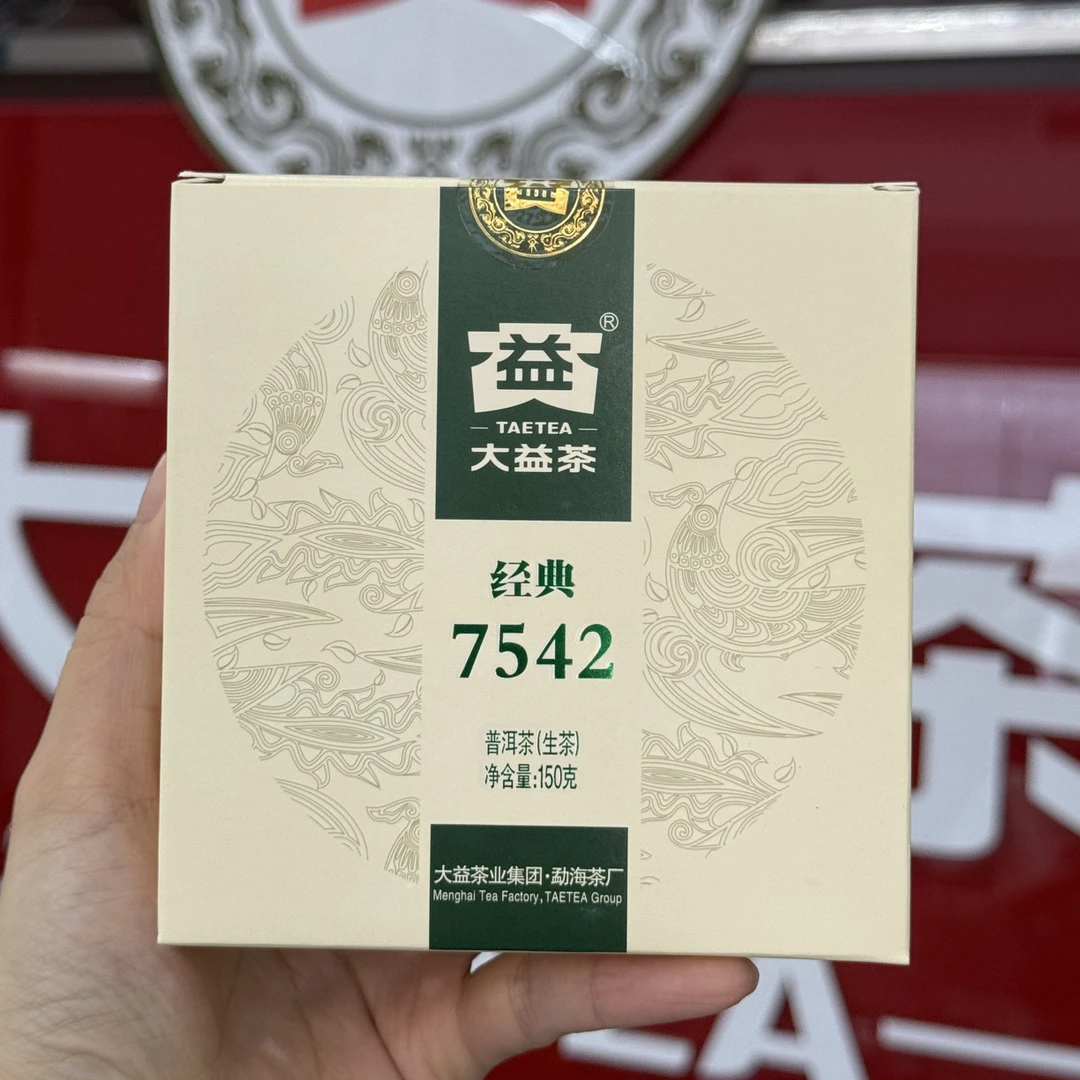 益
®
TAETEA
大益茶
经典
7542
普洱茶(生茶)
净含量:150克
大益茶业集团·勐海茶厂
Menghai Tea Factory, TAETEA Group